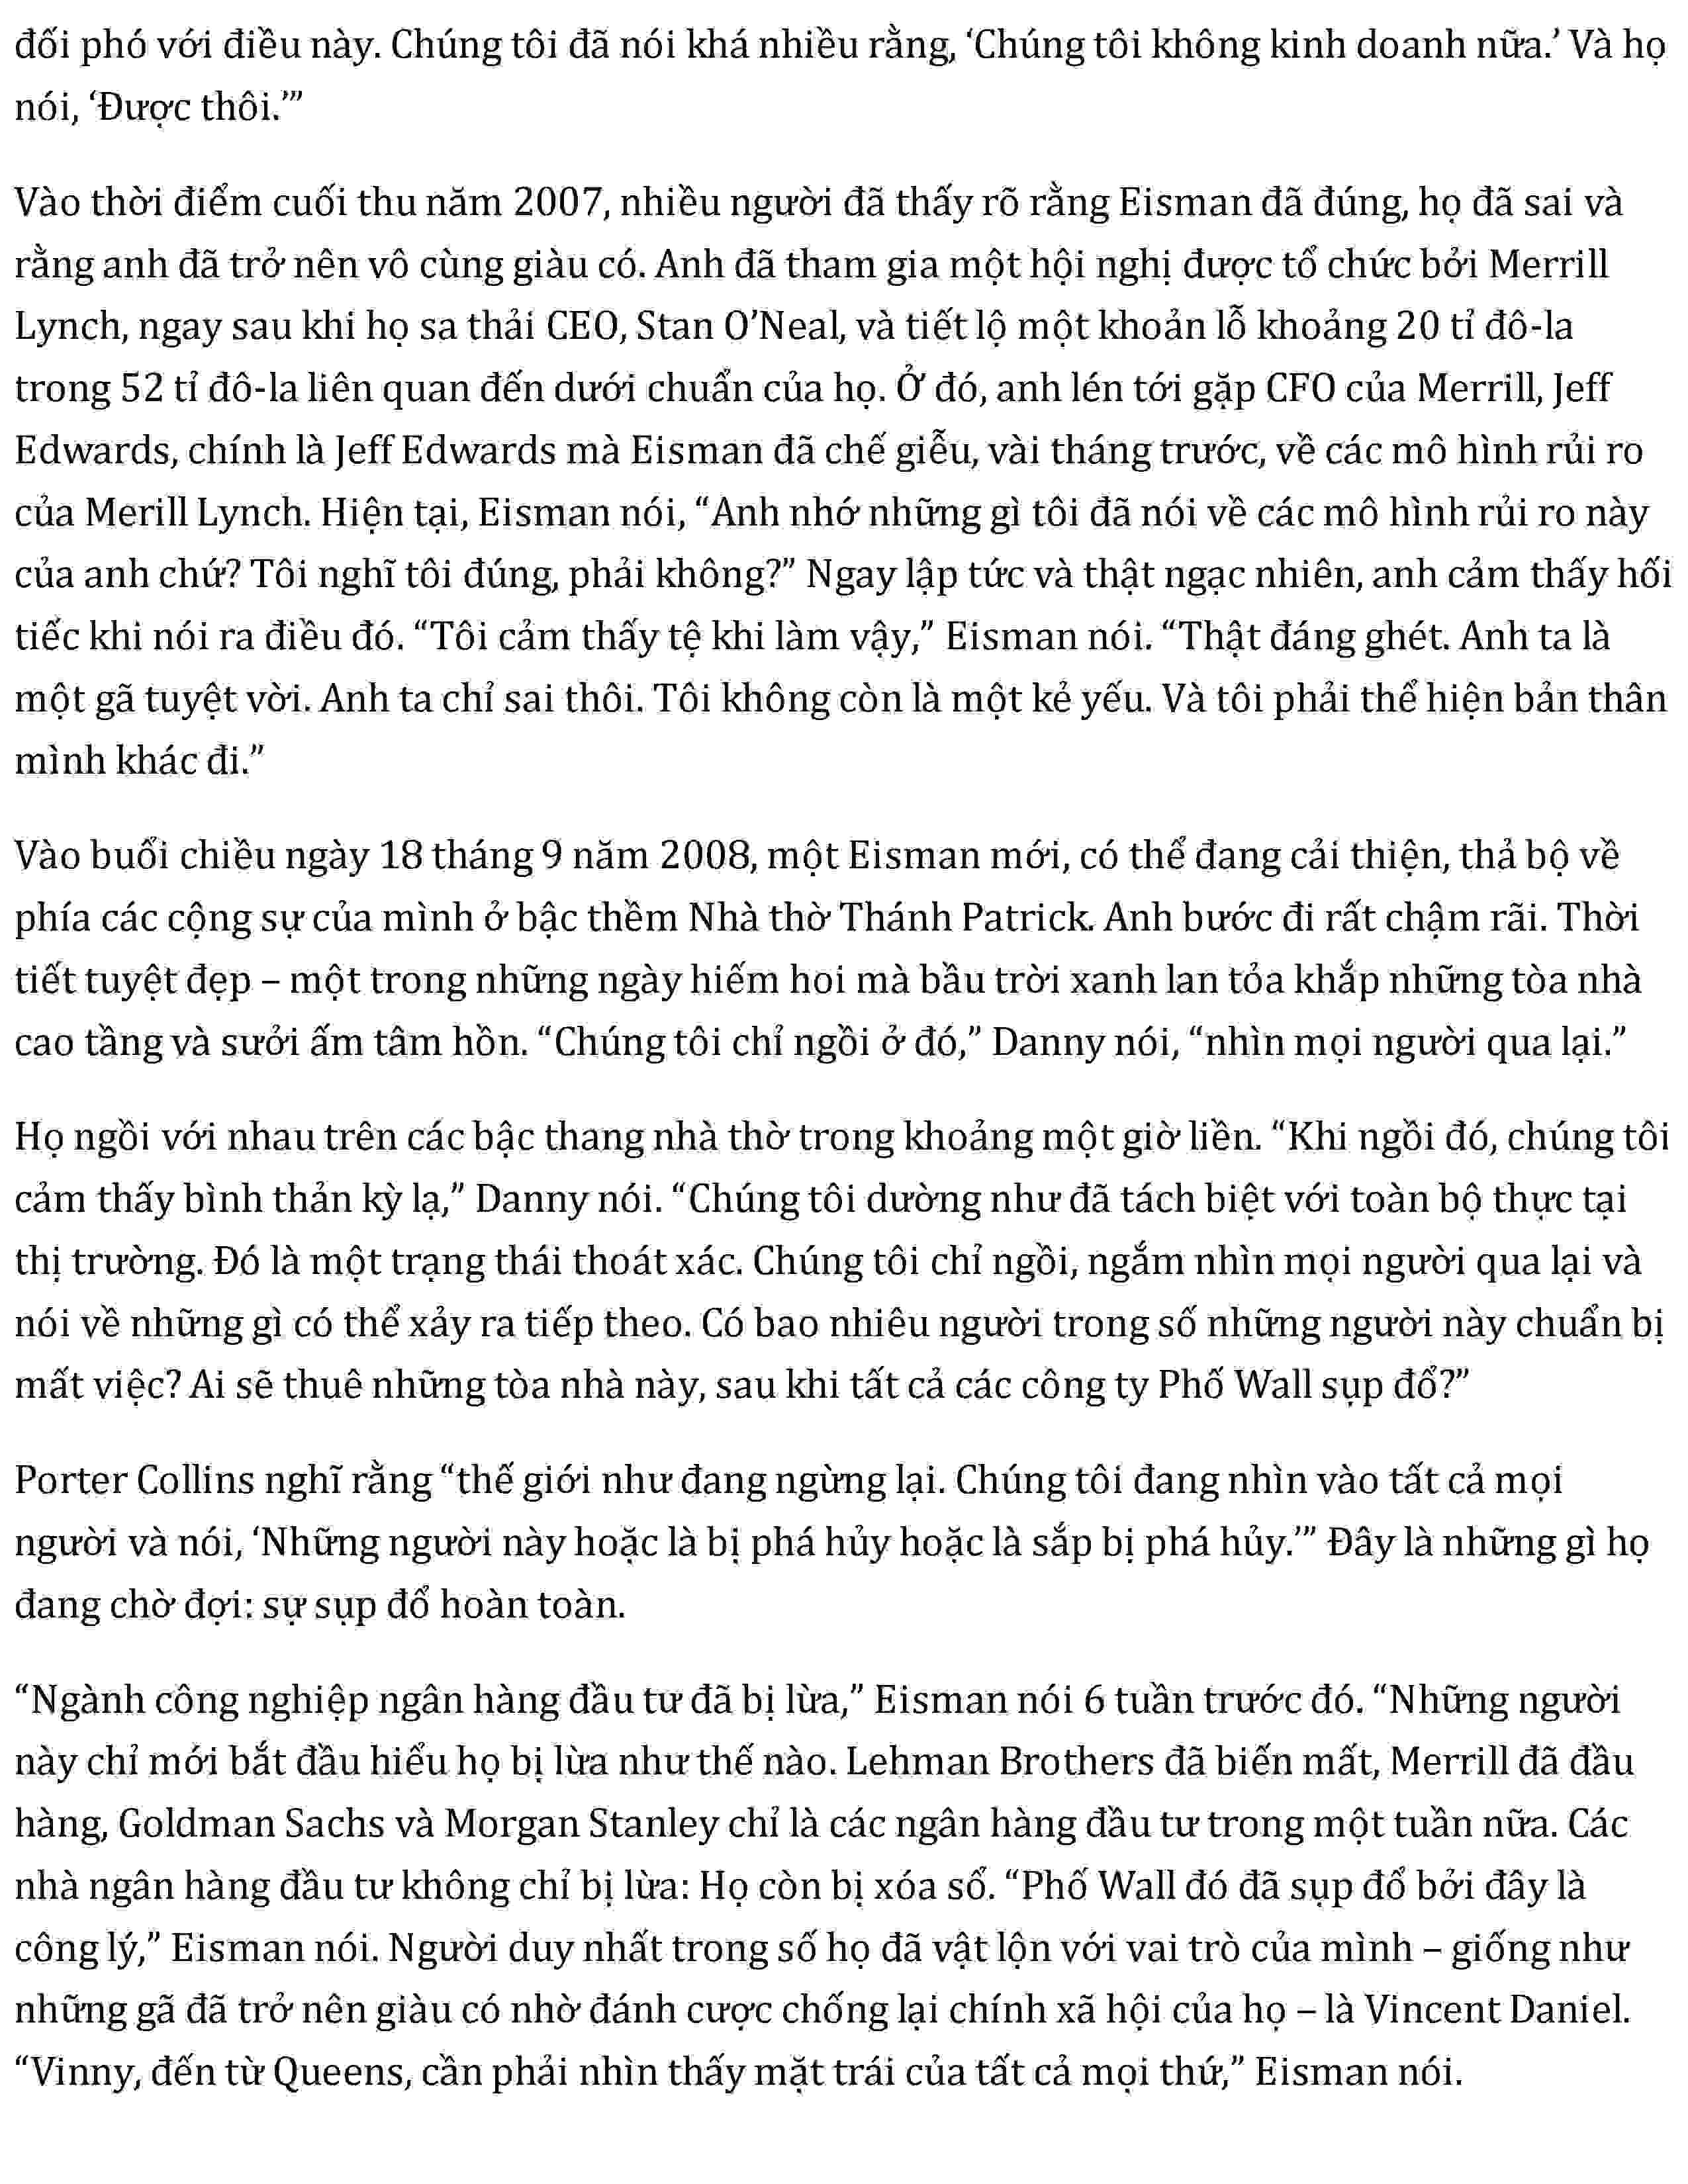 đối phó với điều này. Chúng tôi đã nói khá nhiều rằng, ‘Chúng tôi không kinh doanh nữa.’ Và họ
nói, ‘Được thôi.’”
Vào thời điểm cuối thu năm 2007, nhiều người đã thấy rõ rằng Eisman đã đúng, họ đã sai và
rằng anh đã trở nên vô cùng giàu có. Anh đã tham gia một hội nghị được tổ chức bởi Merrill
Lynch, ngay sau khi họ sa thải CEO, Stan O’Neal, và tiết lộ một khoản lỗ khoảng 20 tỉ đô-la
trong 52 tỉ đô-la liên quan đến dưới chuẩn của họ. Ở đó, anh lén tới gặp CFO của Merrill, Jeff
Edwards, chính là Jeff Edwards mà Eisman đã chế giễu, vài tháng trước, về các mô hình rủi ro
của Merill Lynch. Hiện tại, Eisman nói, “Anh nhớ những gì tôi đã nói về các mô hình rủi ro này
của anh chứ? Tôi nghĩ tôi đúng, phải không?” Ngay lập tức và thật ngạc nhiên, anh cảm thấy hối
tiếc khi nói ra điều đó. “Tôi cảm thấy tệ khi làm vậy,” Eisman nói. “Thật đáng ghét. Anh ta là
một gã tuyệt vời. Anh ta chỉ sai thôi. Tôi không còn là một kẻ yếu. Và tôi phải thể hiện bản thân
mình khác đi.”
Vào buổi chiều ngày 18 tháng 9 năm 2008, một Eisman mới, có thể đang cải thiện, thả bộ về
phía các cộng sự của mình ở bậc thềm Nhà thờ Thánh Patrick. Anh bước đi rất chậm rãi. Thời
tiết tuyệt đẹp – một trong những ngày hiếm hoi mà bầu trời xanh lan tỏa khắp những tòa nhà
cao tầng và sưởi ấm tâm hồn. “Chúng tôi chỉ ngồi ở đó,” Danny nói, “nhìn mọi người qua lại.”
Họ ngồi với nhau trên các bậc thang nhà thờ trong khoảng một giờ liền. “Khi ngồi đó, chúng tôi
cảm thấy bình thản kỳ lạ,” Danny nói. “Chúng tôi dường như đã tách biệt với toàn bộ thực tại
thị trường. Đó là một trạng thái thoát xác. Chúng tôi chỉ ngồi, ngắm nhìn mọi người qua lại và
nói về những gì có thể xảy ra tiếp theo. Có bao nhiêu người trong số những người này chuẩn bị
mất việc? Ai sẽ thuê những tòa nhà này, sau khi tất cả các công ty Phố Wall sụp đổ?”
Porter Collins nghĩ rằng “thế giới như đang ngừng lại. Chúng tôi đang nhìn vào tất cả mọi
người và nói, ‘Những người này hoặc là bị phá hủy hoặc là sắp bị phá hủy.’” Đây là những gì họ
đang chờ đợi: sự sụp đổ hoàn toàn.
“Ngành công nghiệp ngân hàng đầu tư đã bị lừa,” Eisman nói 6 tuần trước đó. “Những người
này chỉ mới bắt đầu hiểu họ bị lừa như thế nào. Lehman Brothers đã biến mất, Merrill đã đầu
hàng, Goldman Sachs và Morgan Stanley chỉ là các ngân hàng đầu tư trong một tuần nữa. Các
nhà ngân hàng đầu tư không chỉ bị lừa: Họ còn bị xóa sổ. “Phố Wall đó đã sụp đổ bởi đây là
công lý,” Eisman nói. Người duy nhất trong số họ đã vật lộn với vai trò của mình – giống như
những gã đã trở nên giàu có nhờ đánh cược chống lại chính xã hội của họ – là Vincent Daniel.
“Vinny, đến từ Queens, cần phải nhìn thấy mặt trái của tất cả mọi thứ,” Eisman nói.